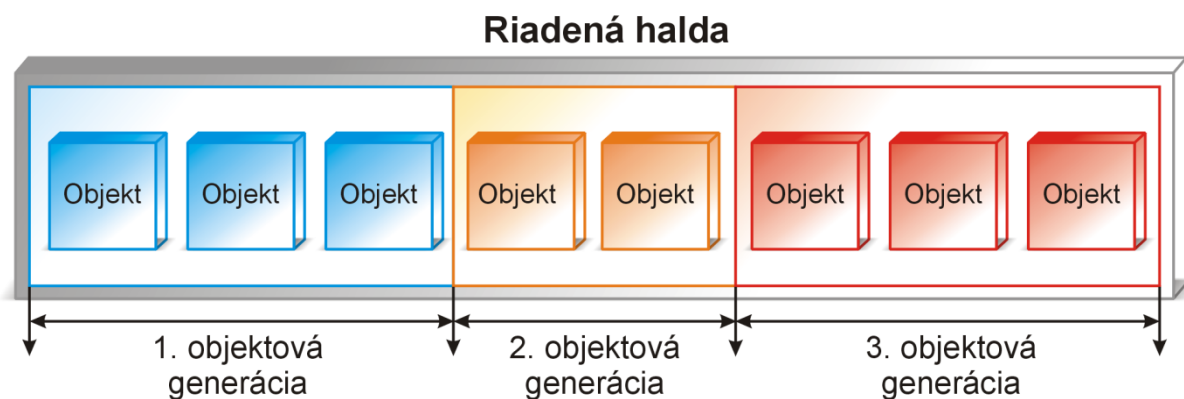 Riadená halda
Objekt Objekt Objekt Objekt Objekt Objekt Objekt Objekt
1. objektová 2. objektová 3. objektová
generácia generácia generácia